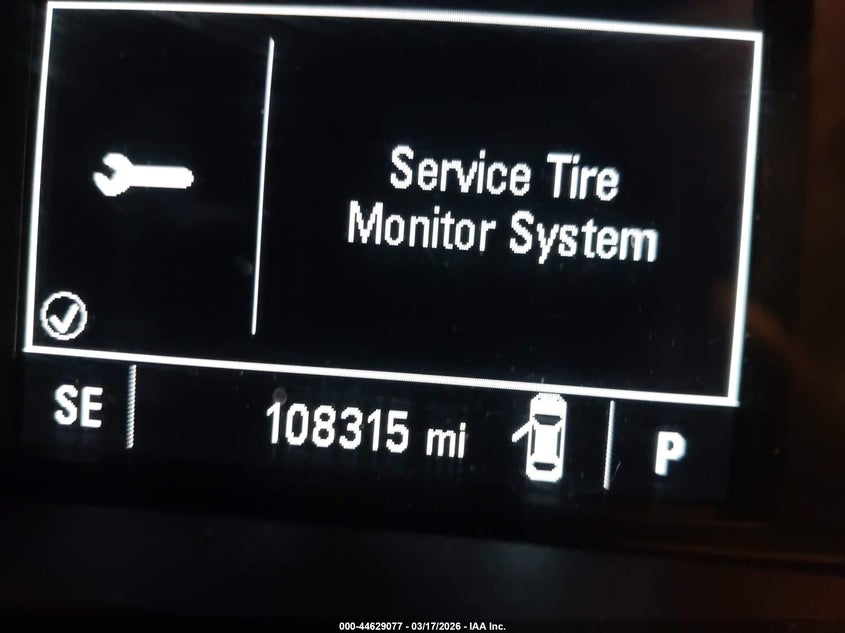 Service Tire
Monitor System
SE
108315 mi
P
000-44629077 - 03/17/2026 - IAA Inc.